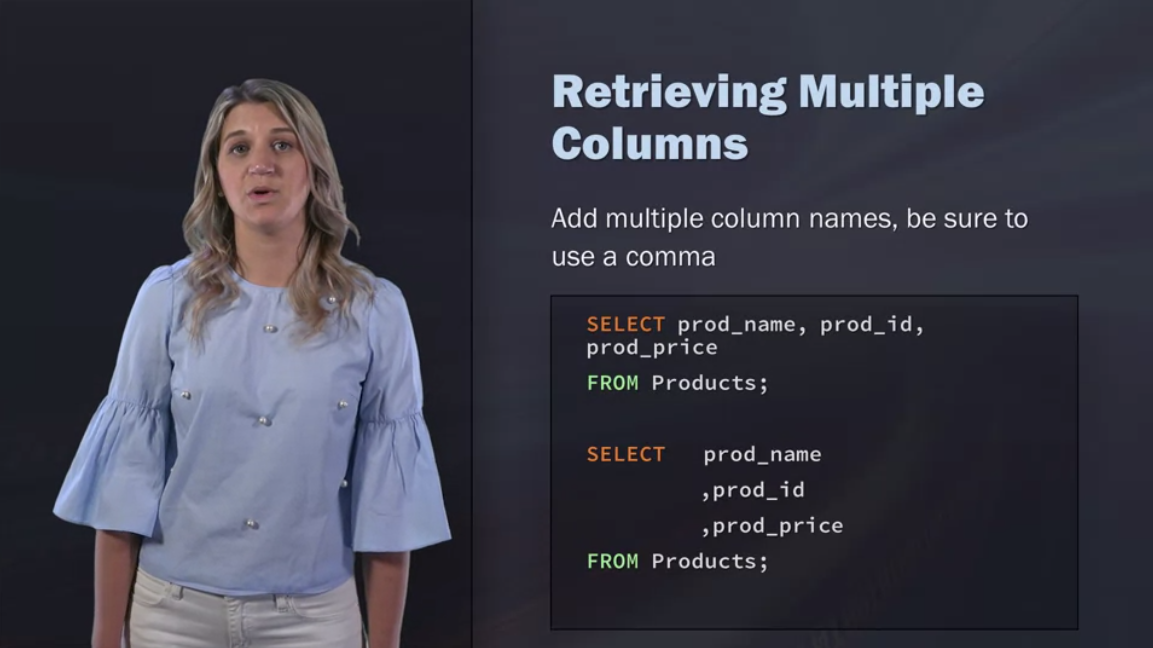 Retrieving Multiple
Columns
Add multiple column names, be sure to
use a comma
SELECT prod_name, prod_id,
prod_price
FROM Products;
SELECT prod_name
,prod_id
,prod_price
FROM Products;